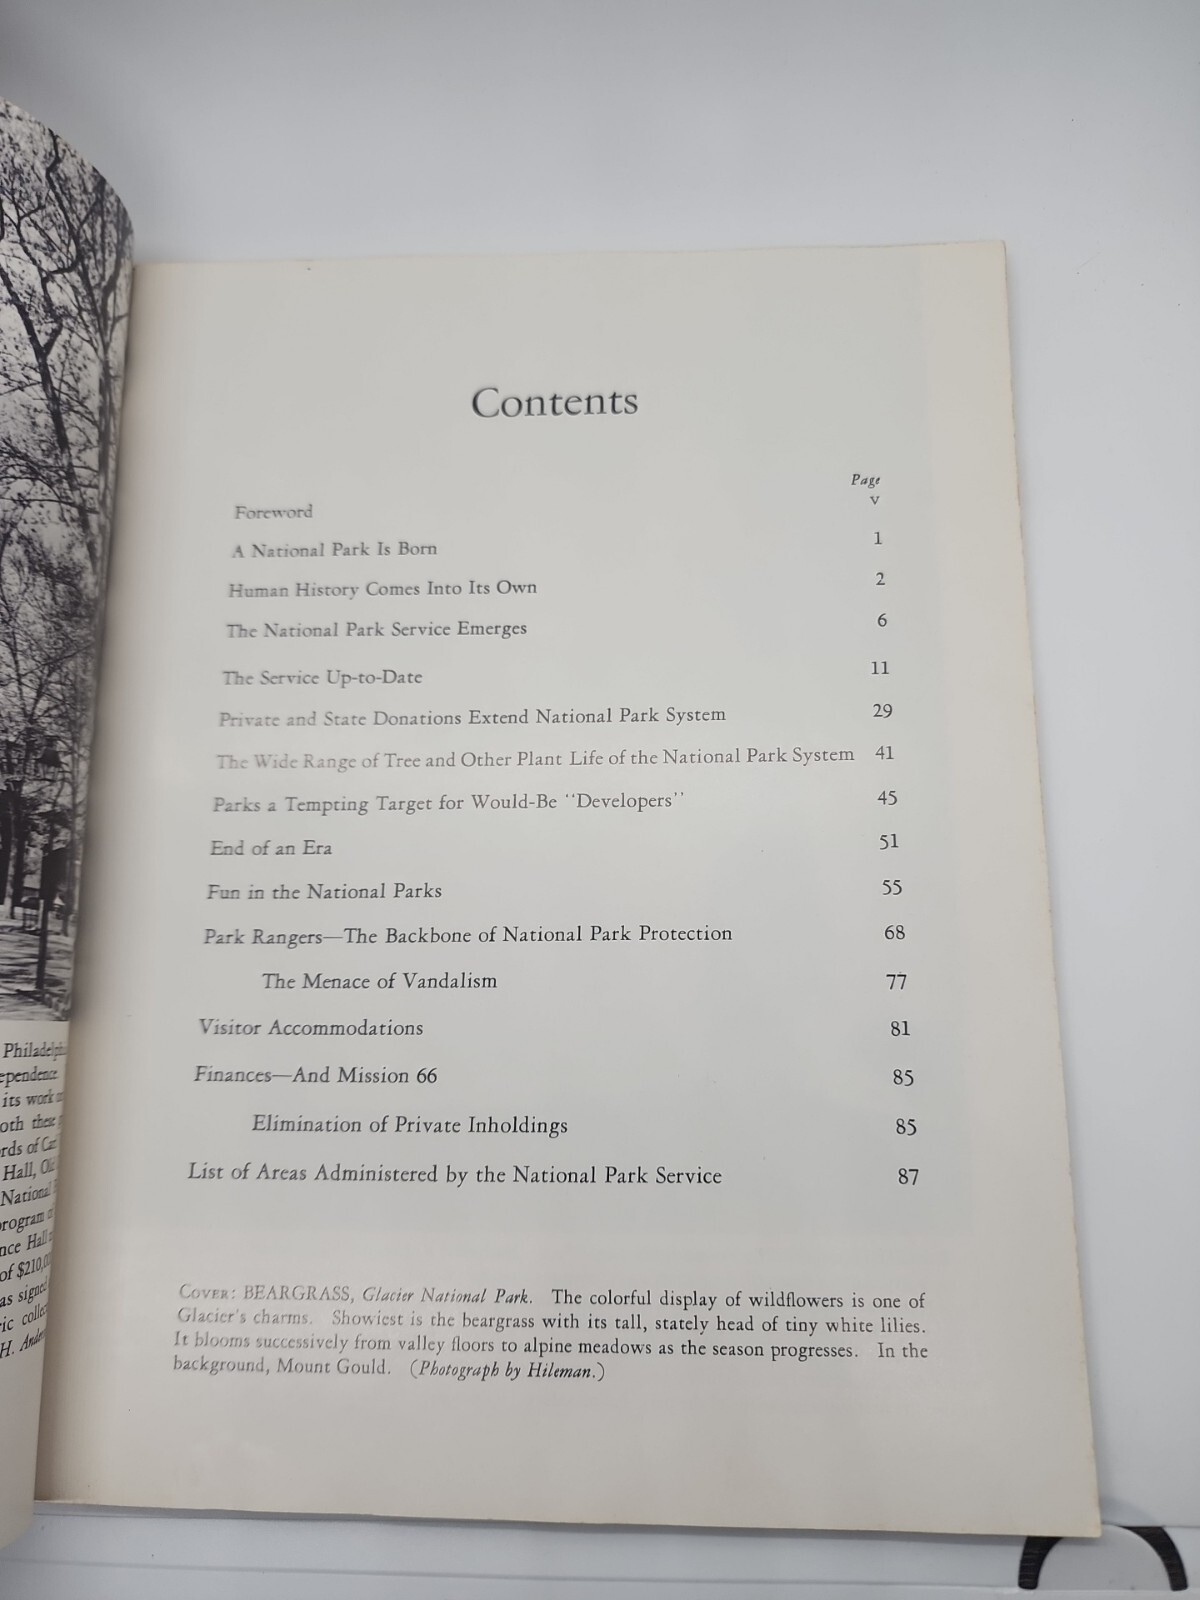 Philadelphia
its work
oth these
rds of
Hall,
National
program
nce Hall
of
as signed
H.
Contents
Page
Foreword v
A National Park Is Born 1
Human History Comes Into Its Own 2
The National Park Service Emerges 6
The Service Up-to-Date 11
Private and State Donations Extend National Park System 29
The Wide Range of Tree and Other Plant Life of the National Park System 41
Parks a Tempting Target for Would-Be "Developers" 45
End of an Era 51
Fun in the National Parks 55
Park Rangers—The Backbone of National Park Protection 68
The Menace of Vandalism 77
Visitor Accommodations 81
Finances—And Mission 66 85
Elimination of Private Inholdings 85
List of Areas Administered by the National Park Service 87
COVER: BEARGRASS, Glacier National Park. The colorful display of wildflowers is one of
Glacier's charms. Showiest is the beargrass with its tall, stately head of tiny white lilies.
It blooms successively from valley floors to alpine meadows as the season progresses. In the
background, Mount Gould. (Photograph by Hileman.)